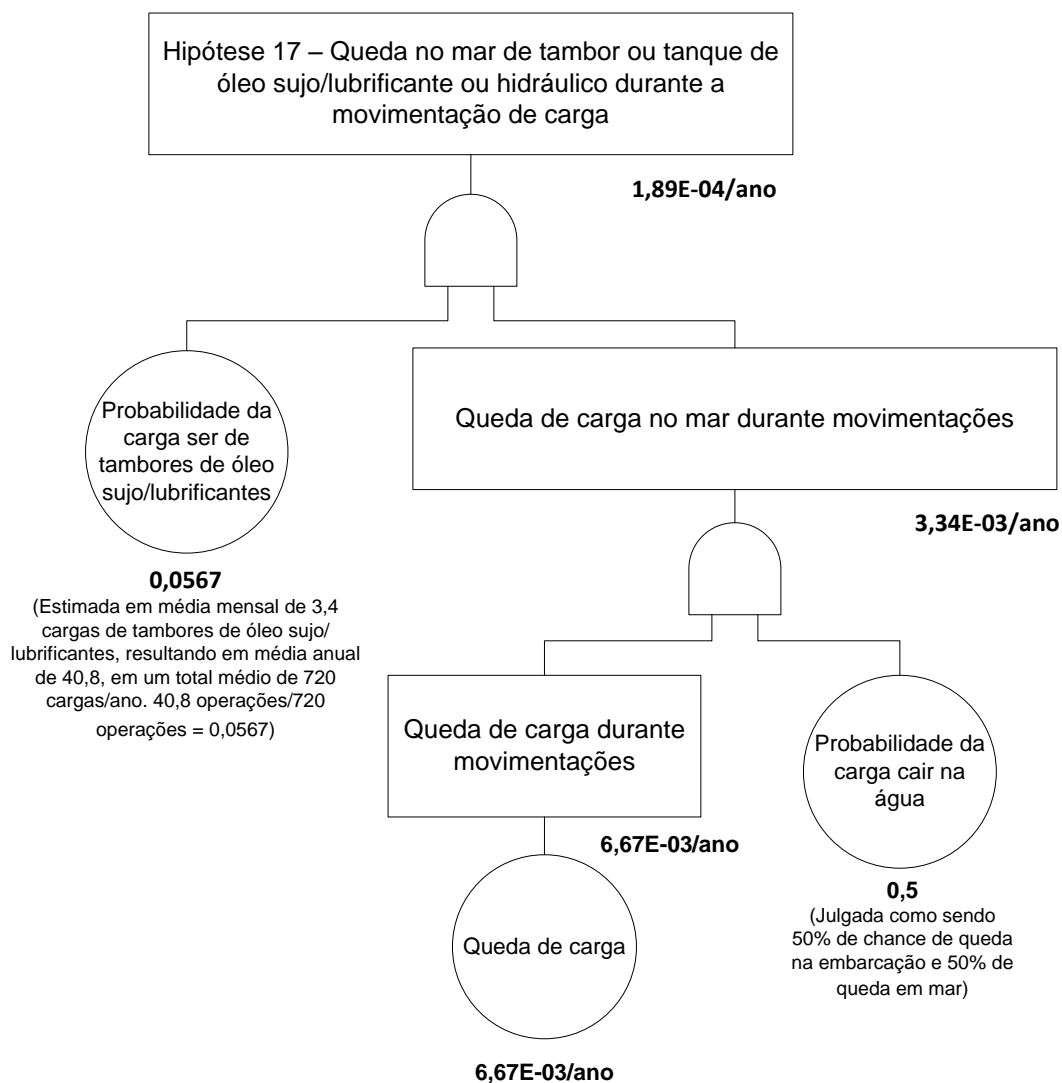 Hipótese 17 – Queda no mar de tambor ou tanque de
óleo sujo/lubrificante ou hidráulico durante a
movimentação de carga
1,89E-04/ano
Probabilidade da
carga ser de
tambores de óleo
sujo/lubrificantes
0,0567
(Estimada em média mensal de 3,4
cargas de tambores de óleo sujo/
lubrificantes, resultando em média anual
de 40,8, em um total médio de 720
cargas/ano. 40,8 operações/720
operações = 0,0567)
Queda de carga no mar durante movimentações
3,34E-03/ano
Queda de carga durante
movimentações
6,67E-03/ano
Probabilidade da
carga cair na
água
0,5
(Julgada como sendo
50% de chance de queda
na embarcação e 50% de
queda em mar)
Queda de carga
6,67E-03/ano